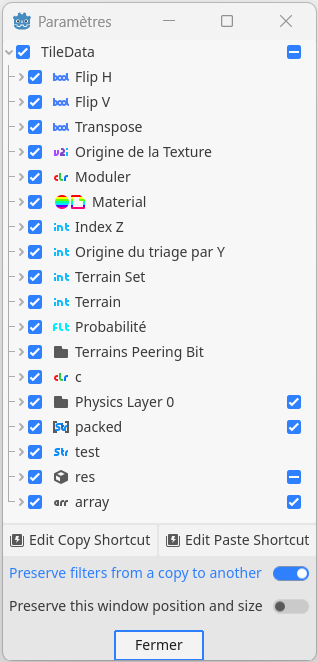 Paramètres
TileData
bool Flip H
bool Flip V
bool Transpose
v2i Origine de la Texture
clr Moduler
Material
int Index Z
int Origine du triage par Y
int Terrain Set
int Terrain
flt Probabilité
Terrains Peering Bit
clr c
Physics Layer 0
[Str] packed
Str test
res
arr array
Edit Copy Shortcut Edit Paste Shortcut
Preserve filters from a copy to another
Preserve this window position and size
Fermer